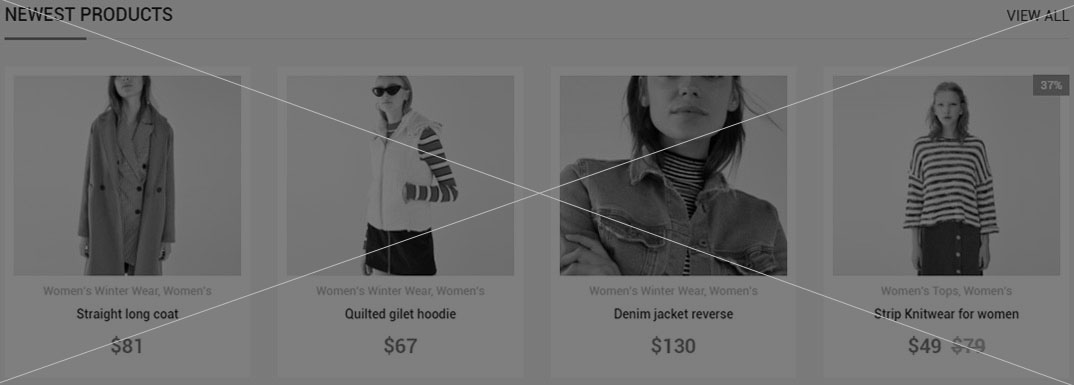 NEWEST PRODUCTS
VIEW ALL
37%
Women's Winter Wear, Women's
Straight long coat
$81
Women's Winter Wear, Women's
Quilted gilet hoodie
$67
Women's Winter Wear, Women's
Denim jacket reverse
$130
Women's Tops, Women's
Strip Knitwear for women
$49 $79